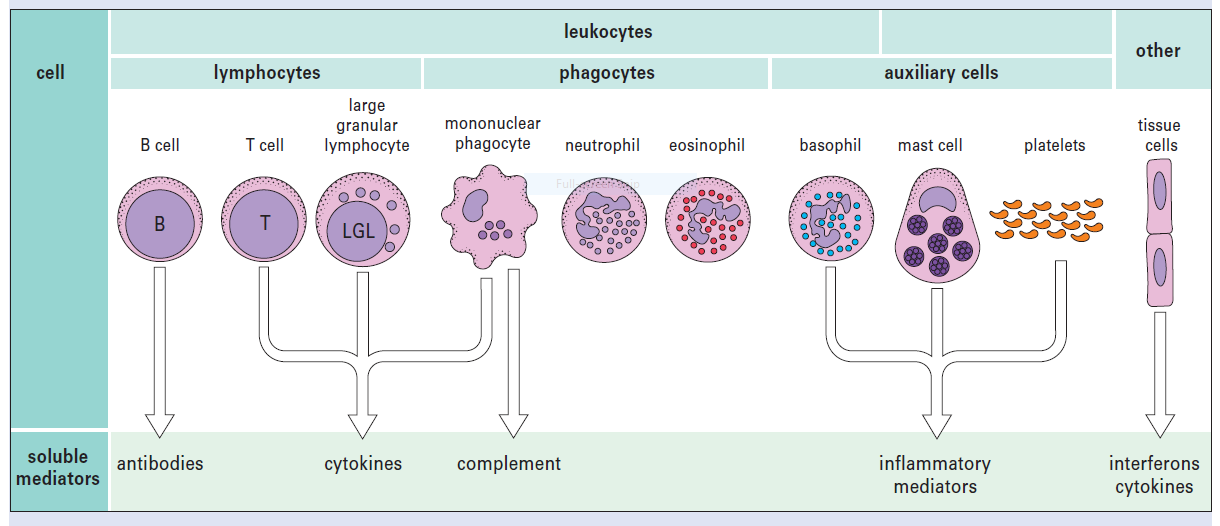 leukocytes
cell
other
lymphocytes
phagocytes
auxiliary cells
B cell
T cell
large
granular
lymphocyte
mononuclear
phagocyte
neutrophil
eosinophil
basophil
mast cell
platelets
tissue
cells
B
T
LGL
soluble
mediators
antibodies
cytokines
complement
inflammatory
mediators
interferons
cytokines